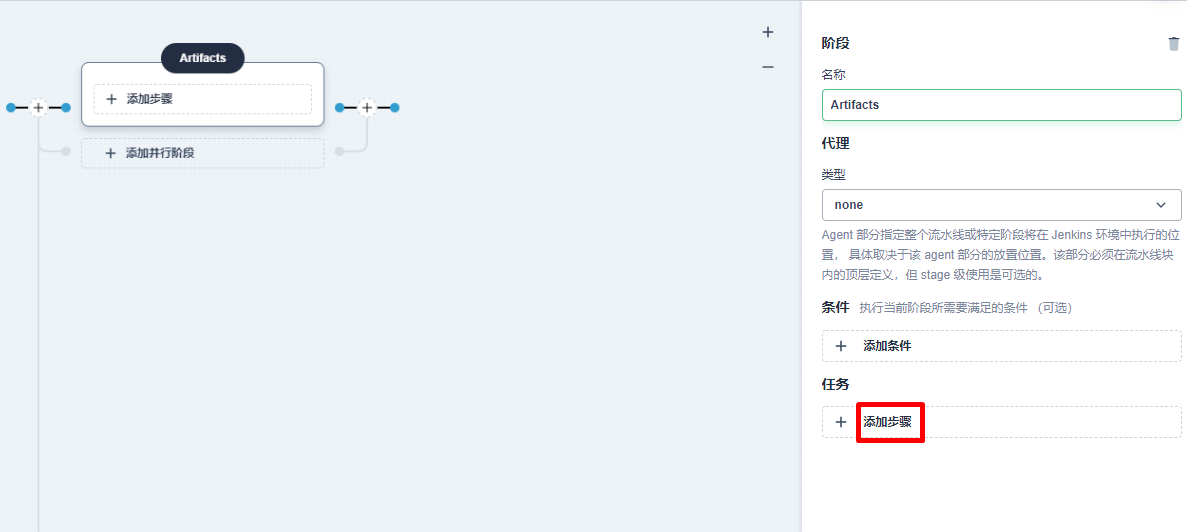 Artifacts
添加步骤
添加并行阶段
阶段
名称
Artifacts
代理
类型
none
Agent 部分指定整个流水线或特定阶段将在 Jenkins 环境中执行的位
置， 具体取决于该 agent 部分的放置位置。该部分必须在流水线块
内的顶层定义，但 stage 级使用是可选的。
条件 执行当前阶段所需要满足的条件 （可选）
添加条件
任务
添加步骤